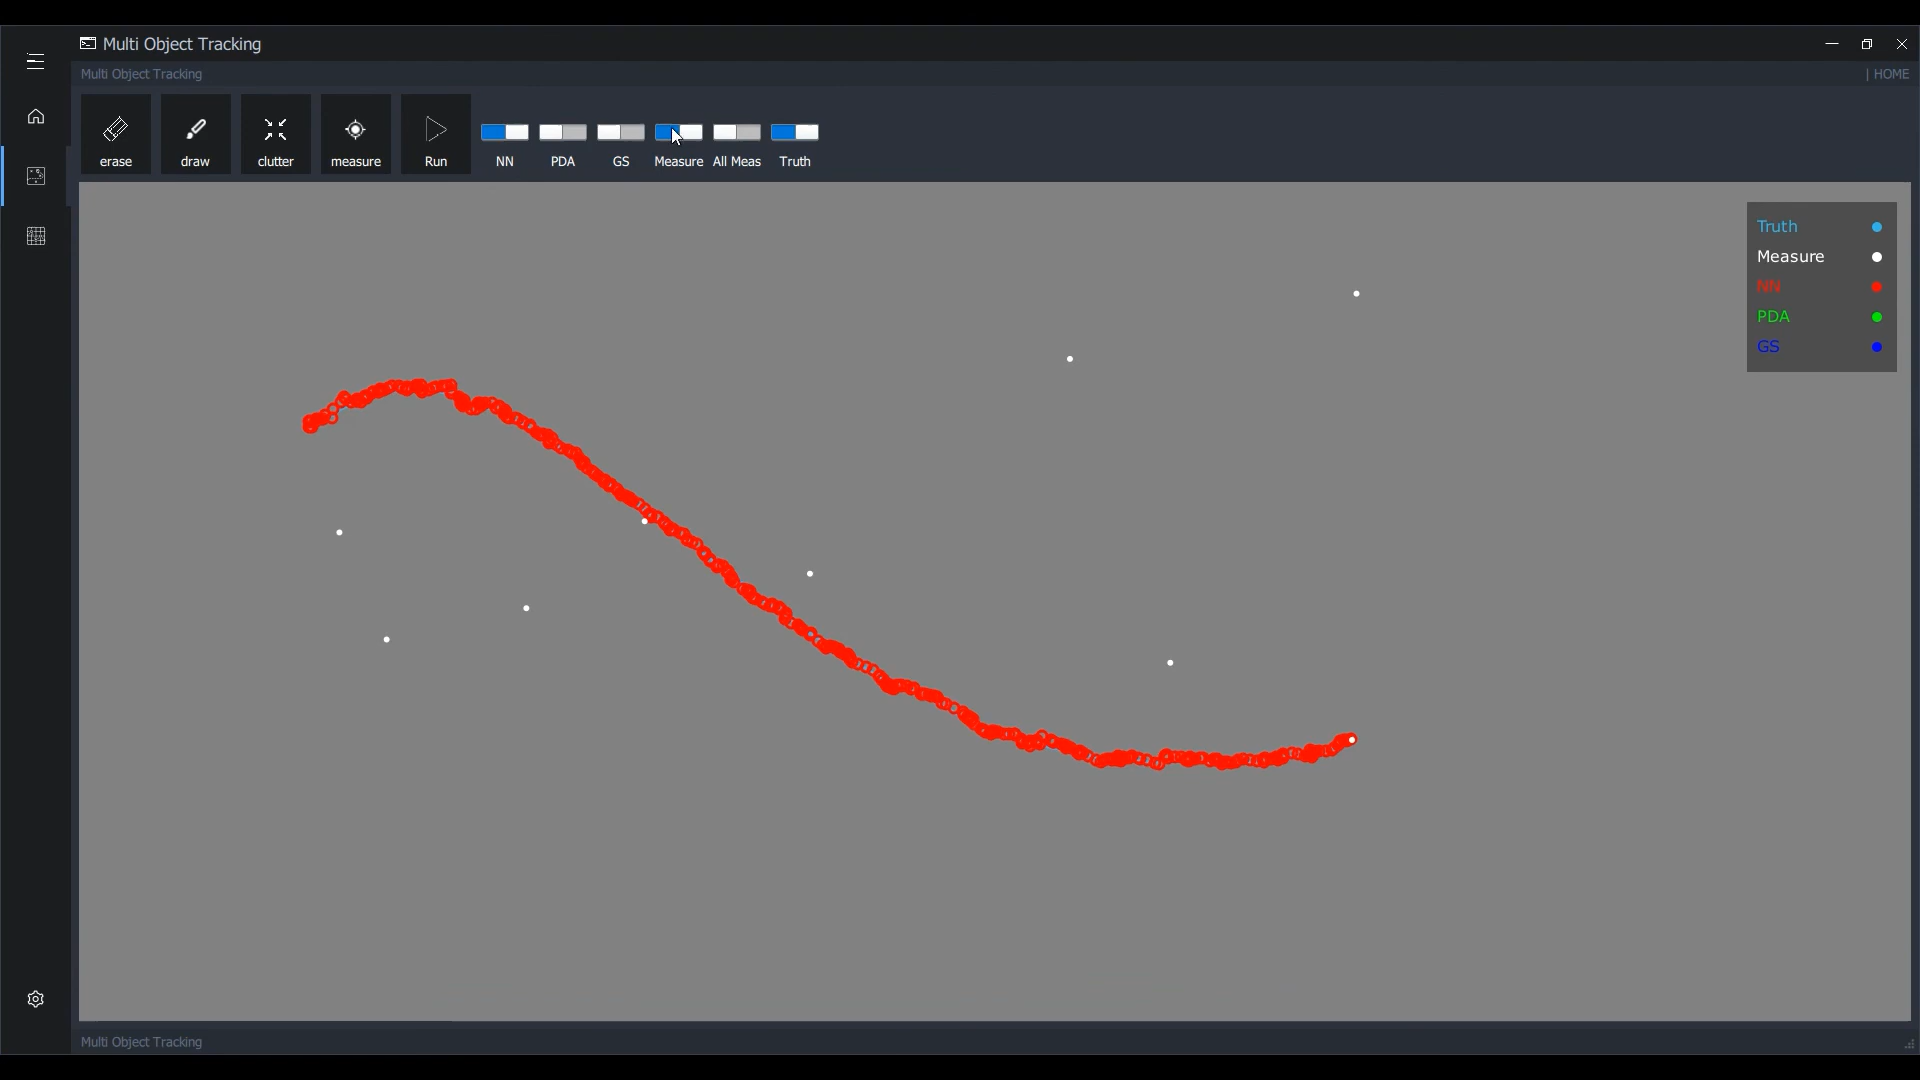 Multi Object Tracking
Multi Object Tracking
| HOME
erase
draw
clutter
measure
Run
NN
PDA
GS
Measure
All Meas
Truth
Truth
Measure
NN
PDA
GS
Multi Object Tracking